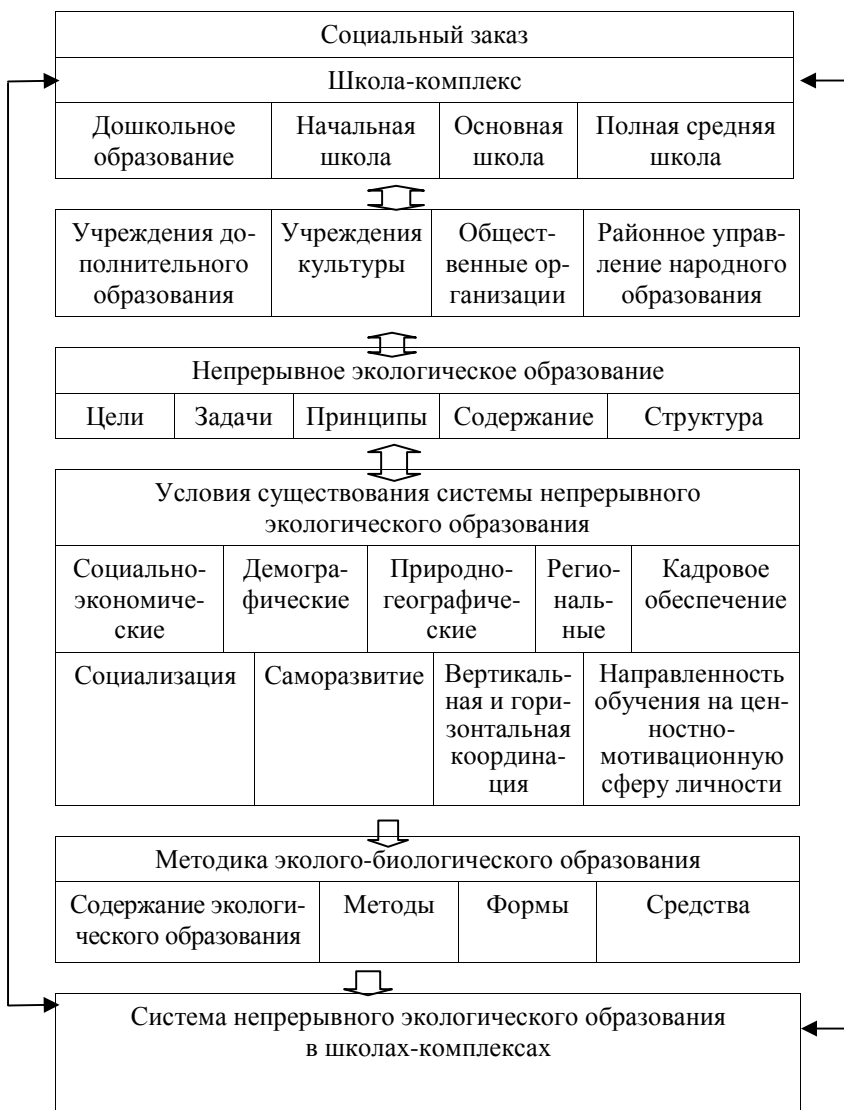 Социальный заказ
Школа-комплекс
Дошкольное
образование
Начальная
школа
Основная
школа
Полная средняя
школа
Учреждения до-
полнительного
образования
Учреждения
культуры
Общест-
венные ор-
ганизации
Районное управ-
ление народного
образования
Непрерывное экологическое образование
Цели
Задачи
Принципы
Содержание
Структура
Условия существования системы непрерывного
экологического образования
Социально-
экономиче-
ские
Демогра-
фические
Природно-
географиче-
ские
Регио-
наль-
ные
Кадровое
обеспечение
Социализация
Саморазвитие
Вертикаль-
ная и гори-
зонтальная
координа-
ция
Направленность
обучения на цен-
ностно-
мотивационную
сферу личности
Методика эколого-биологического образования
Содержание экологи-
ческого образования
Методы
Формы
Средства
Система непрерывного экологического образования
в школах-комплексах